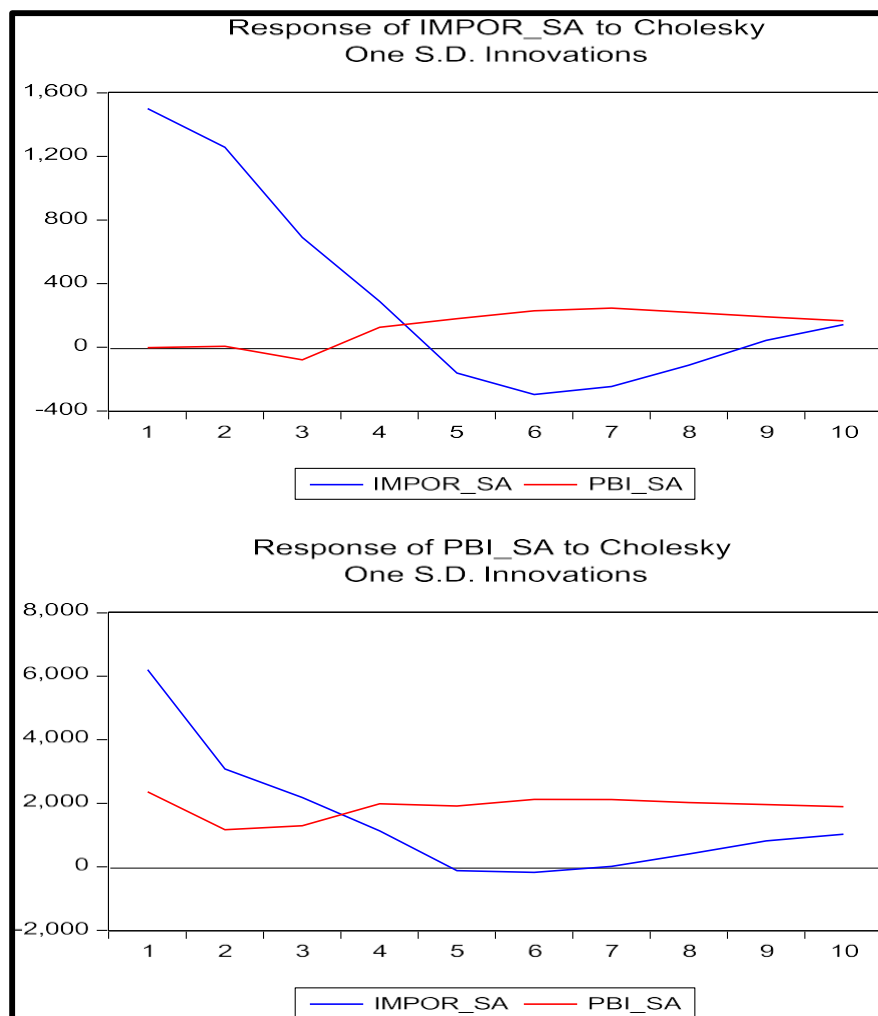 Response of IMPOR_SA to Cholesky
One S.D. Innovations
1,600
1,200
800
400
0
-400
1 2 3 4 5 6 7 8 9 10
IMPOR_SA PBI_SA
Response of PBI_SA to Cholesky
One S.D. Innovations
8,000
6,000
4,000
2,000
0
-2,000
1 2 3 4 5 6 7 8 9 10
IMPOR_SA PBI_SA